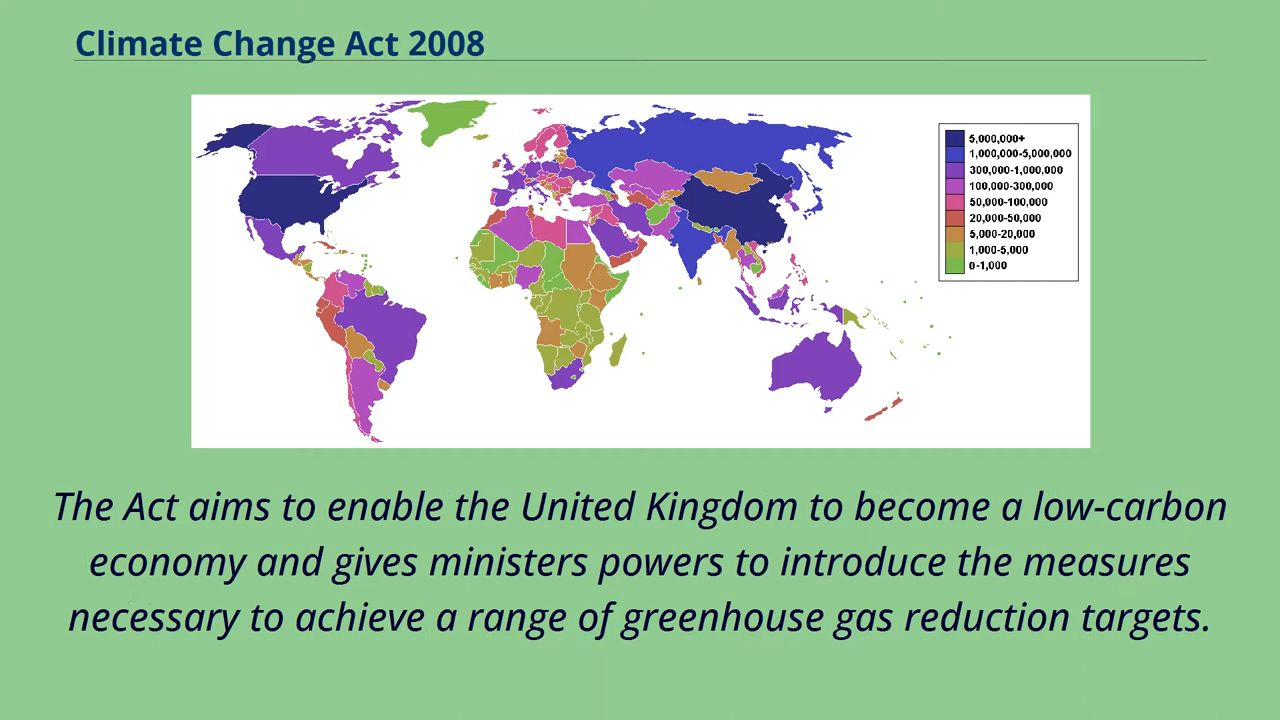 Climate Change Act 2008
5,000,000+
1,000,000-5,000,000
300,000-1,000,000
100,000-300,000
50,000-100,000
20,000-50,000
5,000-20,000
1,000-5,000
0-1,000
The Act aims to enable the United Kingdom to become a low-carbon
economy and gives ministers powers to introduce the measures
necessary to achieve a range of greenhouse gas reduction targets.